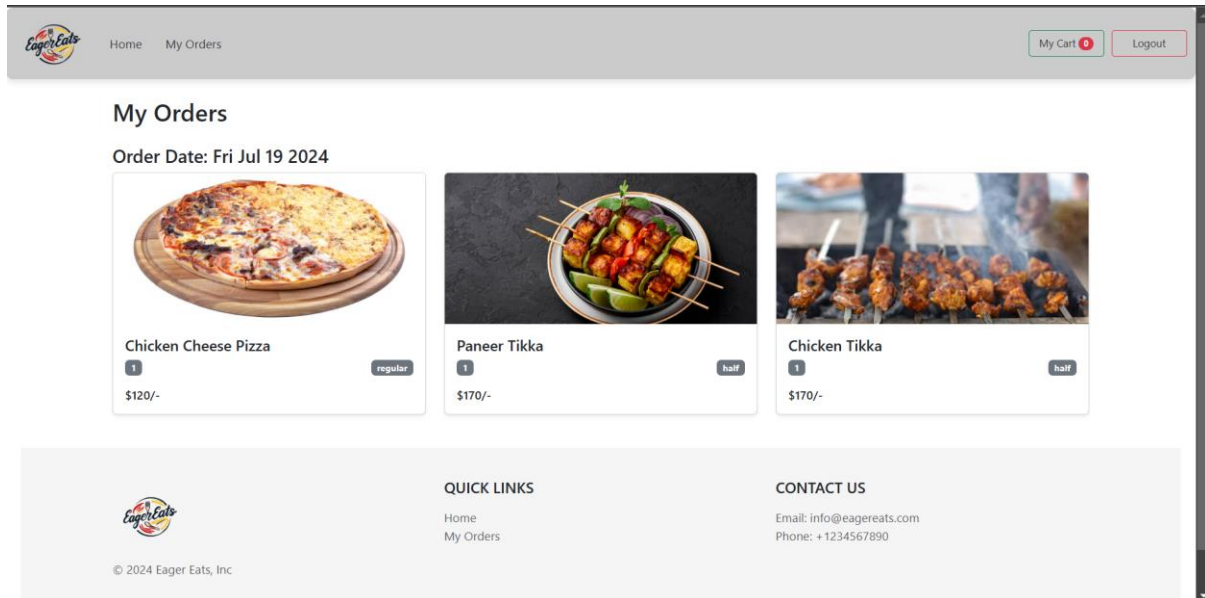 EagerEats
Home
My Orders
My Cart 0
Logout
My Orders
Order Date: Fri Jul 19 2024
Chicken Cheese Pizza
1
regular
$120/-
Paneer Tikka
1
half
$170/-
Chicken Tikka
1
half
$170/-
EagerEats
© 2024 Eager Eats, Inc
QUICK LINKS
Home
My Orders
CONTACT US
Email: info@eagereats.com
Phone: +1234567890